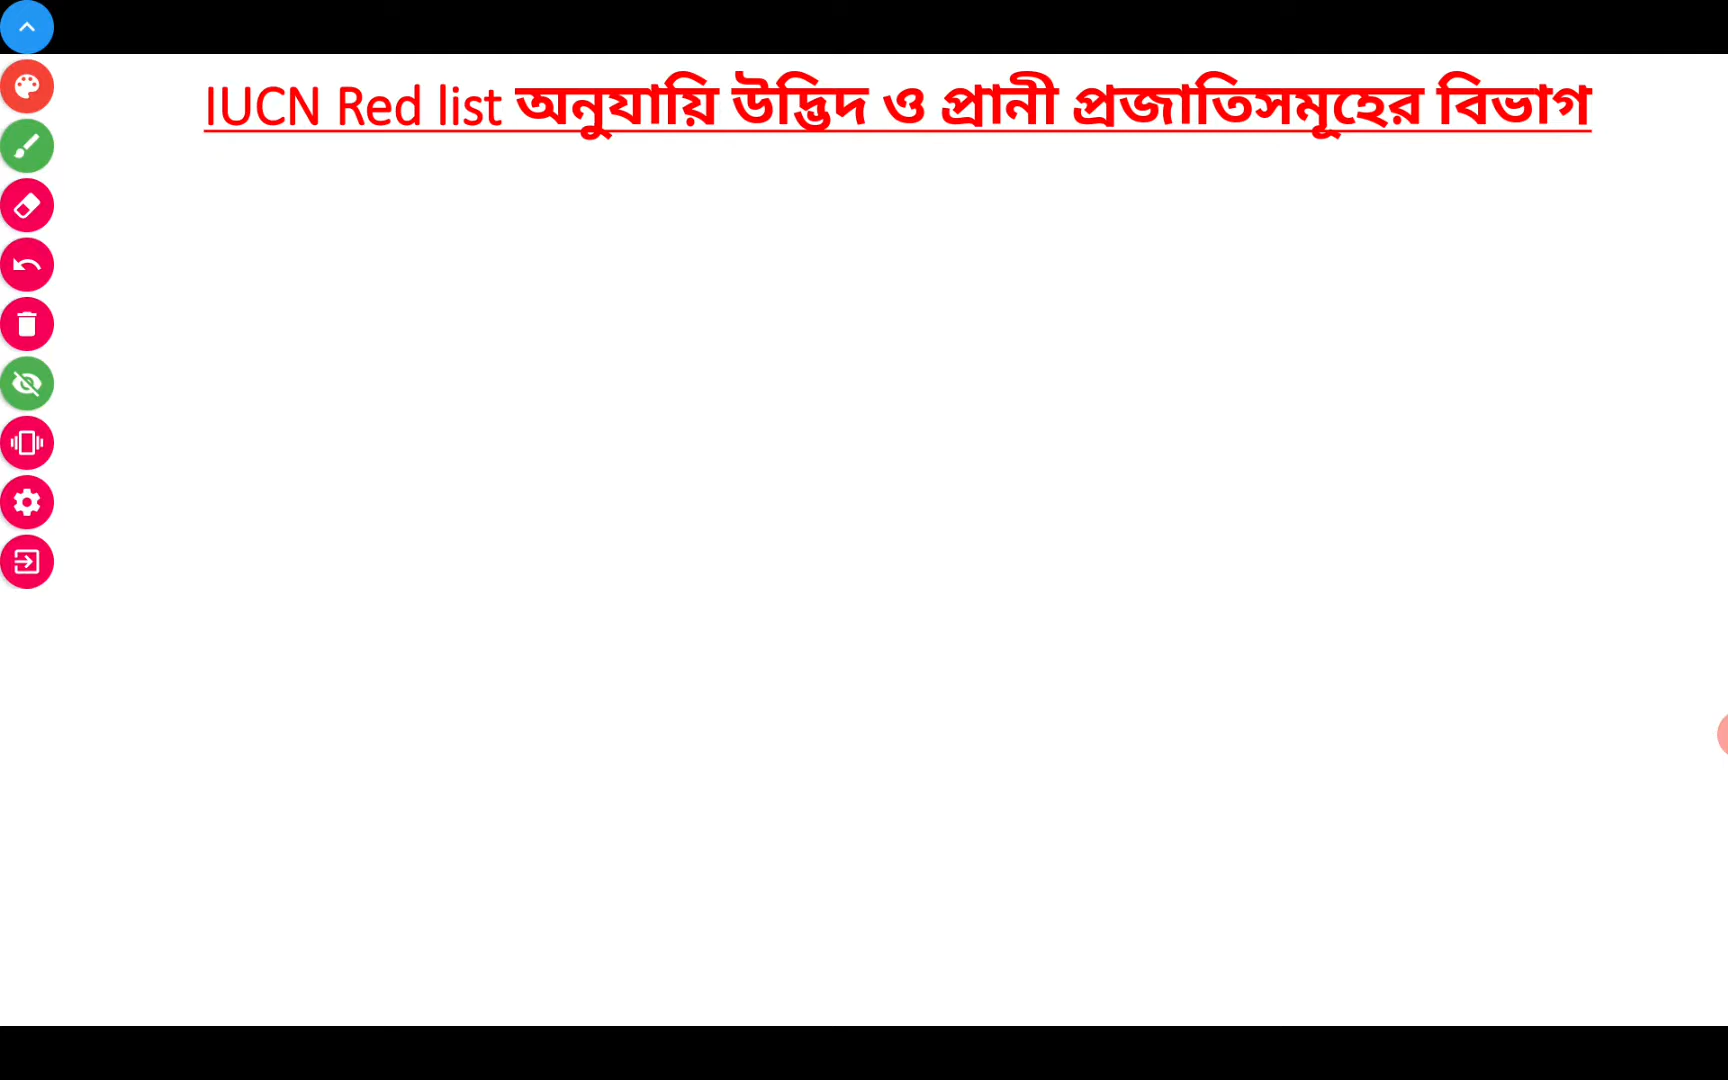 IUCN Red list অনুযায়ি উদ্ভিদ ও প্রানী প্রজাতিসমূহের বিভাগ